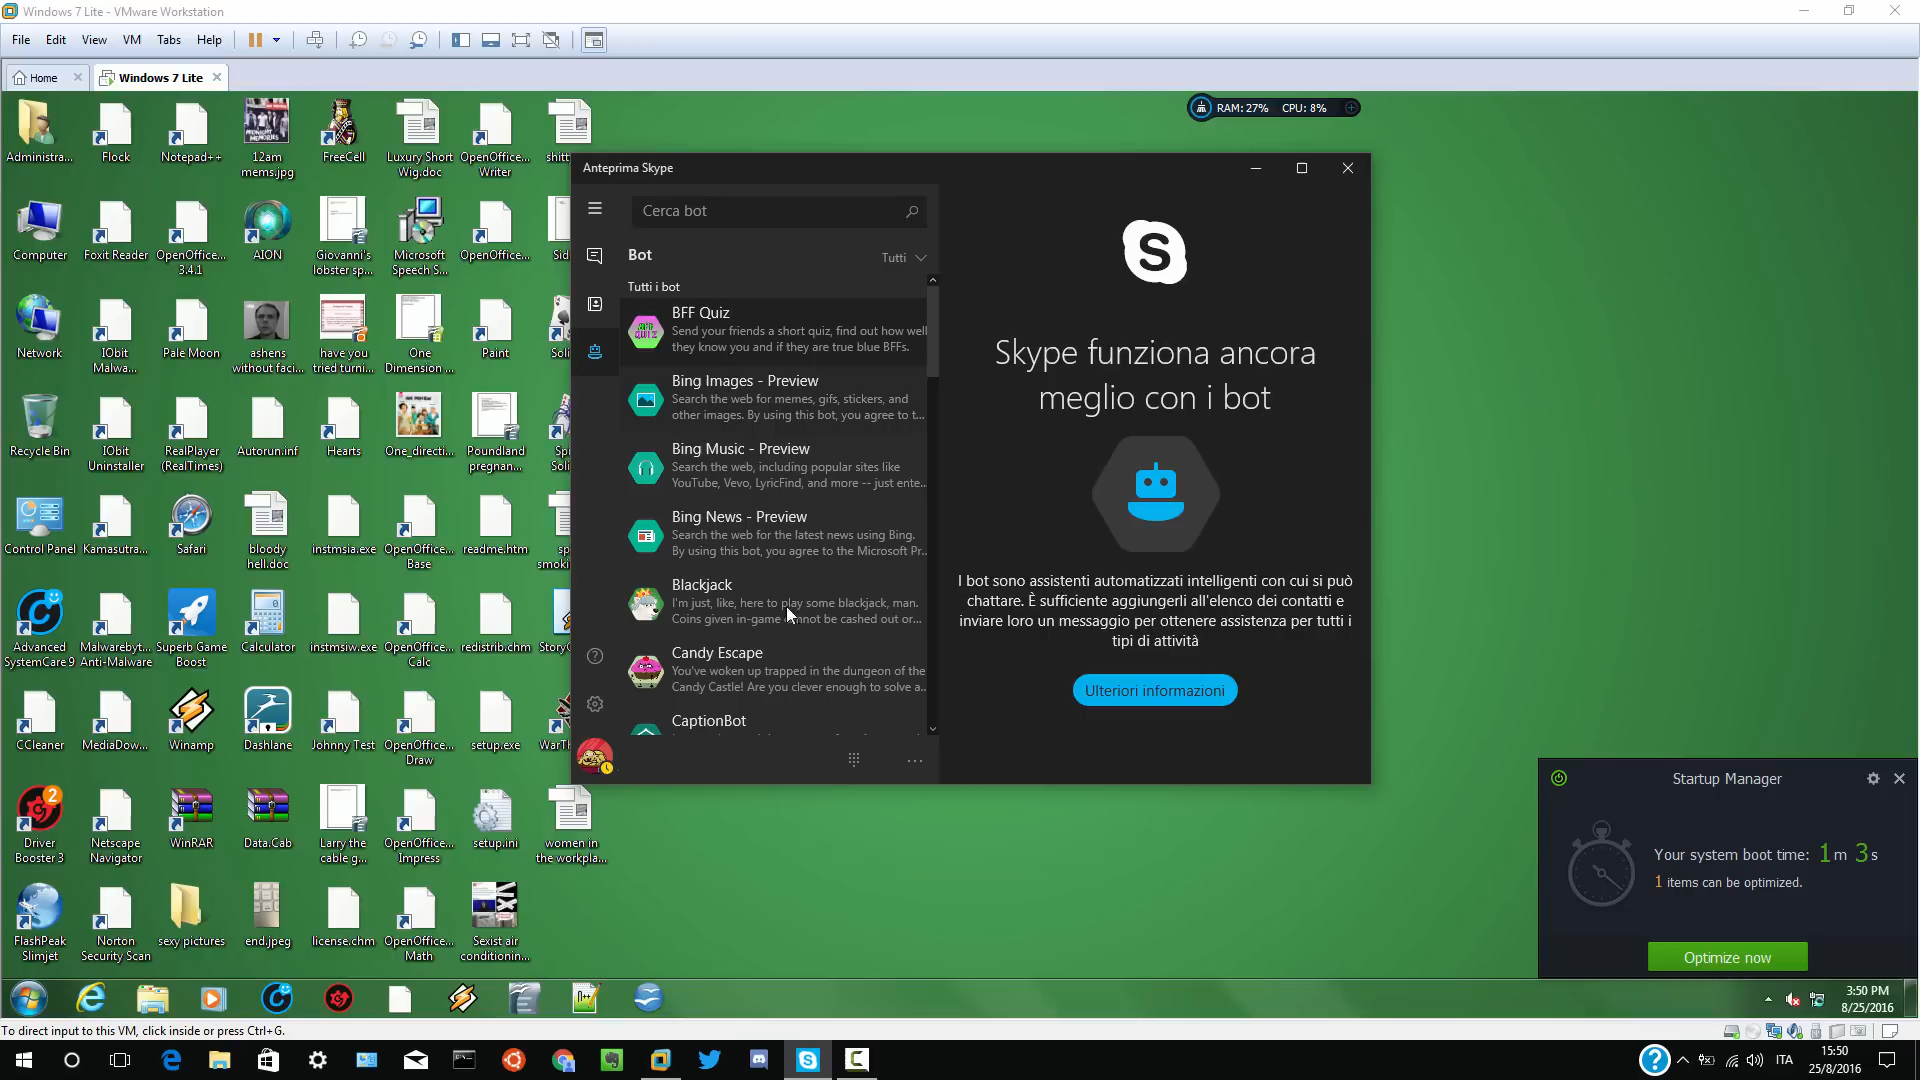 Windows 7 Lite - VMware Workstation
File Edit View VM Tabs Help
Home
Windows 7 Lite
RAM: 27% CPU: 8%
Administra...
Flock
Notepad++
12am
mems.jpg
FreeCell
Luxury Short
Wig.doc
OpenOffice...
Writer
Computer
Foxit Reader
OpenOffice...
3.4.1
AION
Giovanni's
lobster sp...
Microsoft
Speech S...
OpenOffice...
Network
IObit
Malwa...
Pale Moon
ashens
without faci...
have you
tried turni...
One
Dimension ...
Paint
Recycle Bin
IObit
Uninstaller
RealPlayer
(RealTimes)
Autorun.inf
Hearts
One_directi...
Poundland
pregnan...
Control Panel
Kamasutra...
Safari
bloody
hell.doc
instmsia.exe
OpenOffice...
Base
readme.htm
Advanced
SystemCare 9
Malwarebyt...
Anti-Malware
Superb Game
Boost
Calculator
instmsiw.exe
OpenOffice...
Calc
redistrib.chm
CCleaner
MediaDow...
Winamp
Dashlane
Johnny Test
OpenOffice...
Draw
setup.exe
2
Driver
Booster 3
Netscape
Navigator
WinRAR
Data.Cab
Larry the
cable g...
OpenOffice...
Impress
setup.ini
women in
the workpla...
FlashPeak
Slimjet
Norton
Security Scan
sexy pictures
end.jpeg
license.chm
OpenOffice...
Math
Sexist air
conditionin...
Anteprima Skype
Cerca bot
Bot
Tutti
Tutti i bot
BFF QUIZ
BFF Quiz
Send your friends a short quiz, find out how well
they know you and if they are true blue BFFs.
Bing Images - Preview
Search the web for memes, gifs, stickers, and
other images. By using this bot, you agree to t...
Bing Music - Preview
Search the web, including popular sites like
YouTube, Vevo, LyricFind, and more -- just ente...
Bing News - Preview
Search the web for the latest news using Bing.
By using this bot, you agree to the Microsoft Pr...
Blackjack
I'm just, like, here to play some blackjack, man.
Coins given in-game cannot be cashed out or...
Candy Escape
You've woken up trapped in the dungeon of the
Candy Castle! Are you clever enough to solve a...
CaptionBot
Skype funziona ancora
meglio con i bot
I bot sono assistenti automatizzati intelligenti con cui si può
chattare. È sufficiente aggiungerli all'elenco dei contatti e
inviare loro un messaggio per ottenere assistenza per tutti i
tipi di attività
Ulteriori informazioni
Startup Manager
Your system boot time: 1m 3s
1 items can be optimized.
Optimize now
3:50 PM
8/25/2016
To direct input to this VM, click inside or press Ctrl+G.
ITA
15:50
25/8/2016